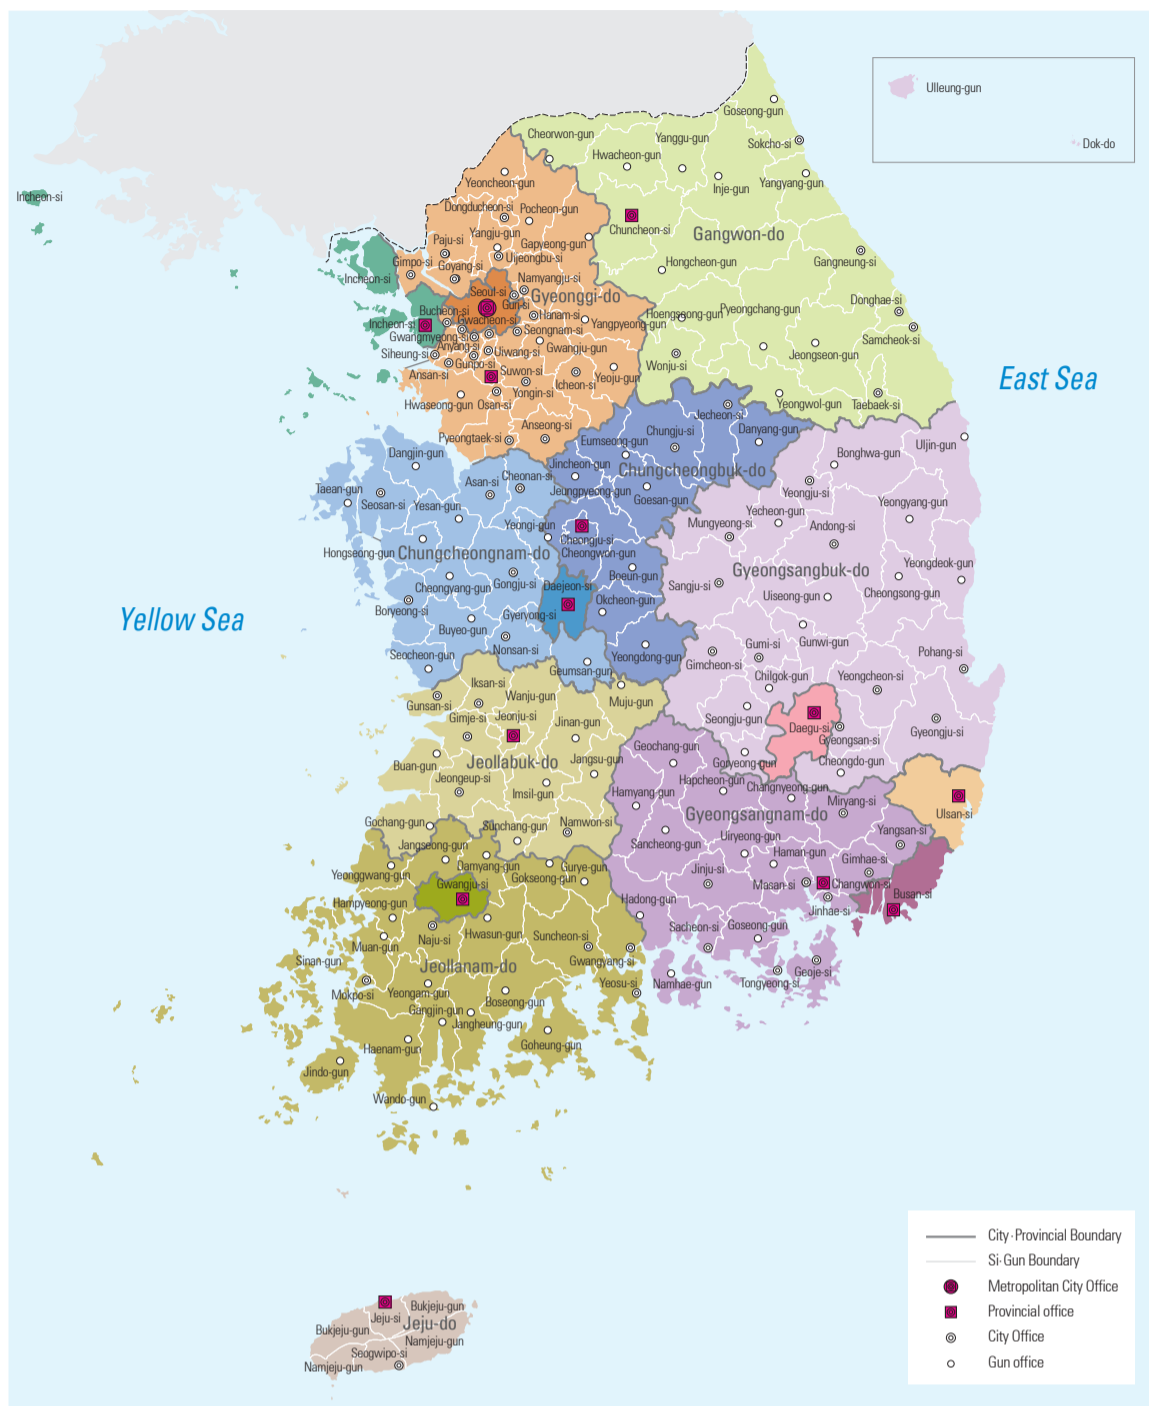 Ulleung-gun
Dok-do
Goseong-gun
Cheorwon-gun
Yanggu-gun
Sokcho-si
Hwacheon-gun
Inje-gun
Yangyang-gun
Yeoncheon-gun
Incheon-si
Dongducheon-si
Pocheon-gun
Chuncheon-si
Gangwon-do
Yangju-gun
Paju-si
Gapyeong-gun
Uijeongbu-si
Gimpo-si
Goyang-si
Hongcheon-gun
Gangneung-si
Incheon-si
Namyangju-si
Seoul-si
Gyeonggi-do
Guri-si
Donghae-si
Bucheon-si
Hanam-si
Hoengseong-gun
Pyeongchang-gun
Incheon-si
Gwacheon-si
Yangpyeong-gun
Gwangmyeong-si
Seongnam-si
Samcheok-si
Anyang-si
Gwangju-gun
Siheung-si
Uiwang-si
Jeongseon-gun
Gunpo-si
Wonju-si
Ansan-si
Suwon-si
Yeoju-gun
East Sea
Icheon-si
Yongin-si
Hwaseong-gun
Osan-si
Yeongwol-gun
Taebaek-si
Jecheon-si
Anseong-si
Chungju-si
Danyang-gun
Pyeongtaek-si
Eumseong-gun
Uljin-gun
Dangjin-gun
Bonghwa-gun
Jincheon-gun
Chungcheongbuk-do
Cheonan-si
Asan-si
Taean-gun
Jeungpyeong-gun
Yeongju-si
Seosan-si
Yesan-gun
Goesan-gun
Yeongyang-gun
Yecheon-gun
Yeongi-gun
Mungyeong-si
Andong-si
Cheongju-si
Hongseong-gun
Chungcheongnam-do
Cheongwon-gun
Yeongdeok-gun
Boeun-gun
Gyeongsangbuk-do
Gongju-si
Daejeon-si
Sangju-si
Cheongyang-gun
Cheongsong-gun
Uiseong-gun
Okcheon-gun
Boryeong-si
Gyeryong-si
Yellow Sea
Buyeo-gun
Gunwi-gun
Nonsan-si
Gumi-si
Pohang-si
Seocheon-gun
Yeongdong-gun
Gimcheon-si
Geumsan-gun
Chilgok-gun
Yeongcheon-si
Iksan-si
Wanju-gun
Muju-gun
Gunsan-si
Gimje-si
Jeonju-si
Jinan-gun
Seongju-gun
Daegu-si
Gyeongsan-si
Gyeongju-si
Geochang-gun
Jeollabuk-do
Jangsu-gun
Goryeong-gun
Cheongdo-gun
Buan-gun
Jeongeup-si
Hapcheon-gun
Changnyeong-gun
Imsil-gun
Hamyang-gun
Miryang-si
Gyeongsangnam-do
Ulsan-si
Gochang-gun
Sunchang-gun
Namwon-si
Yangsan-si
Uiryeong-gun
Jangseong-gun
Sancheong-gun
Haman-gun
Gimhae-si
Damyang-gun
Gurye-gun
Yeonggwang-gun
Gokseong-gun
Jinju-si
Gwangju-si
Masan-si
Changwon-si
Busan-si
Hampyeong-gun
Hadong-gun
Jinhae-si
Sacheon-si
Goseong-gun
Naju-si
Hwasun-gun
Suncheon-si
Muan-gun
Sinan-gun
Gwangyang-si
Jeollanam-do
Geoje-si
Yeosu-si
Namhae-gun
Tongyeong-si
Mokpo-si
Yeongam-gun
Boseong-gun
Gangjin-gun
Jangheung-gun
Goheung-gun
Haenam-gun
Jindo-gun
Wando-gun
City·Provincial Boundary
Si·Gun Boundary
Metropolitan City Office
Provincial office
City Office
Gun office
Bukjeju-gun
Jeju-si
Jeju-do
Bukjeju-gun
Namjeju-gun
Seogwipo-si
Namjeju-gun